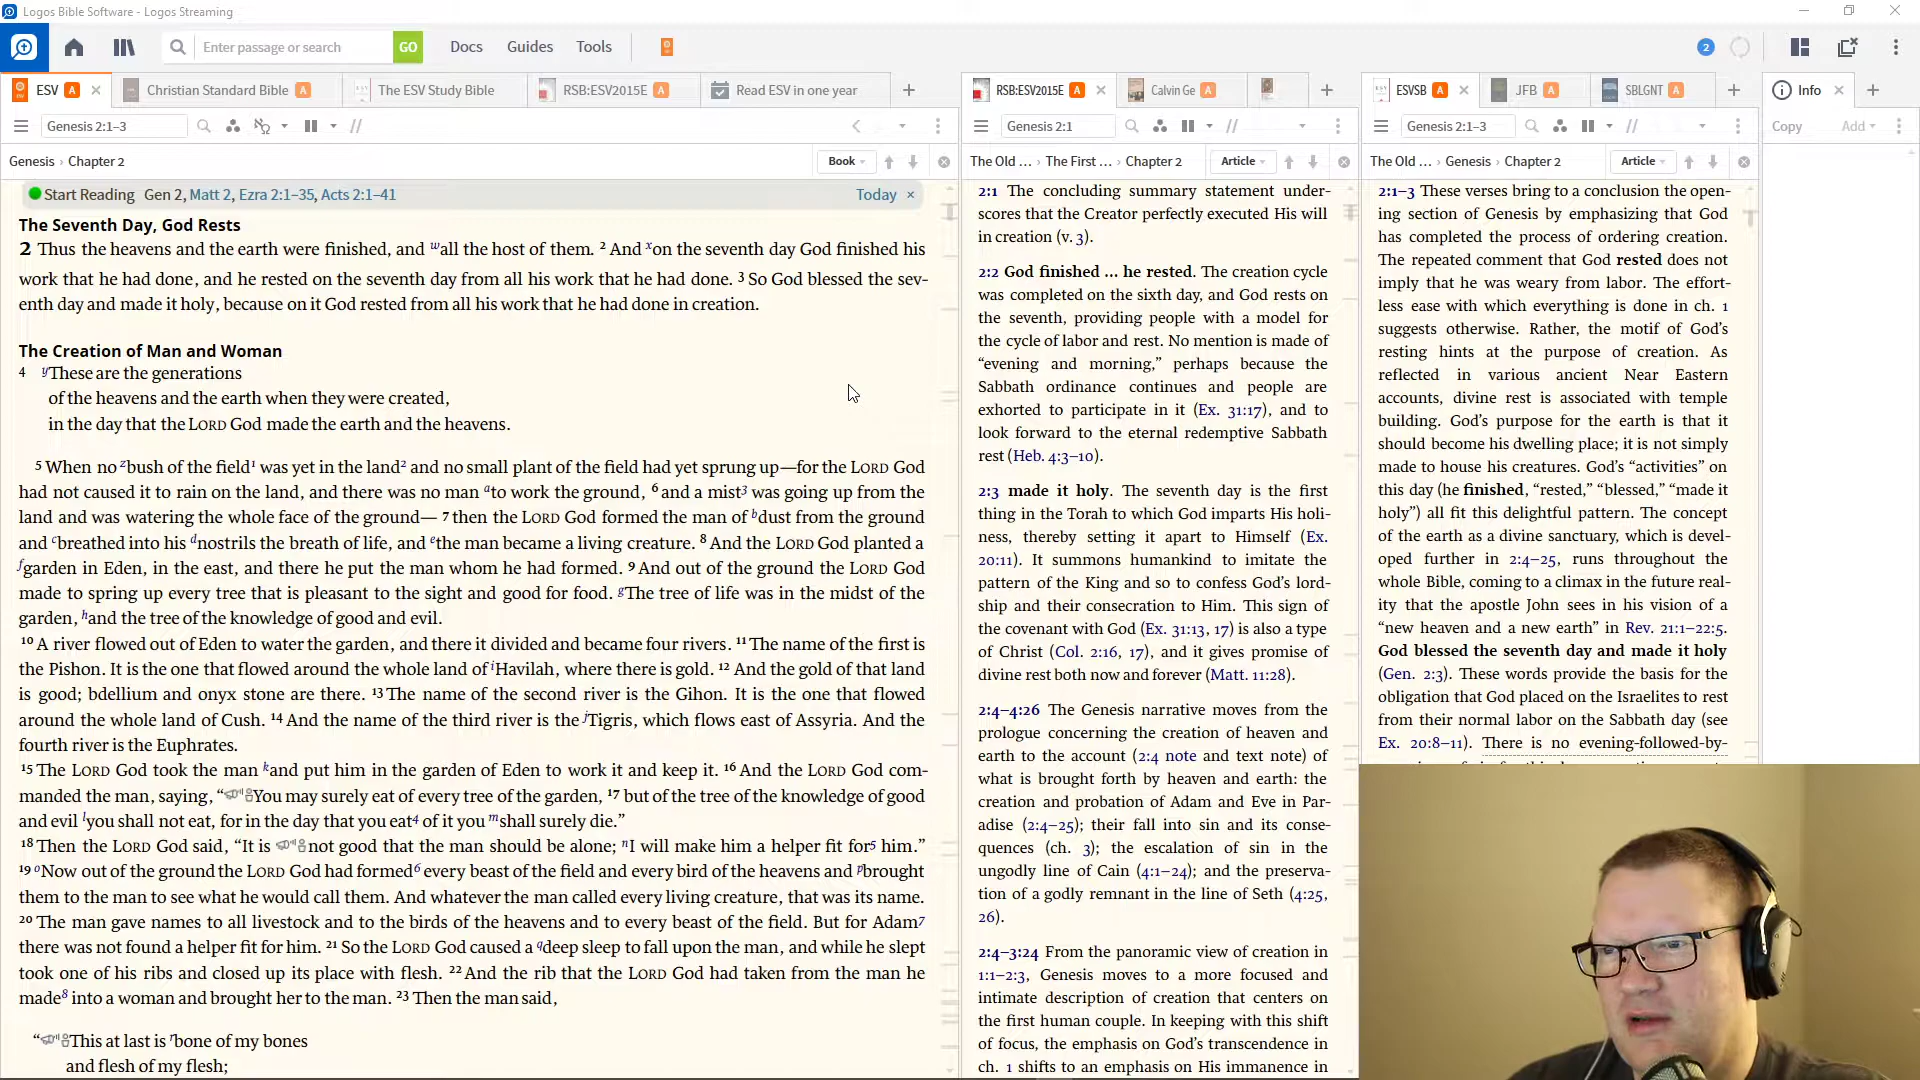 Logos Bible Software - Logos Streaming
Enter passage or search GO Docs Guides Tools 2
ESV A Christian Standard Bible A The ESV Study Bible RSB:ESV2015E A Read ESV in one year
Genesis 2:1–3
Genesis › Chapter 2 Book
Start Reading Gen 2, Matt 2, Ezra 2:1–35, Acts 2:1–41 Today ×
The Seventh Day, God Rests
2 Thus the heavens and the earth were finished, and wall the host of them. 2 And xon the seventh day God finished his
work that he had done, and he rested on the seventh day from all his work that he had done. 3 So God blessed the sev-
enth day and made it holy, because on it God rested from all his work that he had done in creation.
The Creation of Man and Woman
4 yThese are the generations
of the heavens and the earth when they were created,
in the day that the LORD God made the earth and the heavens.
5 When no zbush of the field1 was yet in the land2 and no small plant of the field had yet sprung up—for the LORD God
had not caused it to rain on the land, and there was no man ato work the ground, 6 and a mist3 was going up from the
land and was watering the whole face of the ground— 7 then the LORD God formed the man of bdust from the ground
and cbreathed into his dnostrils the breath of life, and ethe man became a living creature. 8 And the LORD God planted a
fgarden in Eden, in the east, and there he put the man whom he had formed. 9 And out of the ground the LORD God
made to spring up every tree that is pleasant to the sight and good for food. gThe tree of life was in the midst of the
garden, hand the tree of the knowledge of good and evil.
10 A river flowed out of Eden to water the garden, and there it divided and became four rivers. 11 The name of the first is
the Pishon. It is the one that flowed around the whole land of iHavilah, where there is gold. 12 And the gold of that land
is good; bdellium and onyx stone are there. 13 The name of the second river is the Gihon. It is the one that flowed
around the whole land of Cush. 14 And the name of the third river is the jTigris, which flows east of Assyria. And the
fourth river is the Euphrates.
15 The LORD God took the man kand put him in the garden of Eden to work it and keep it. 16 And the LORD God com-
manded the man, saying, “You may surely eat of every tree of the garden, 17 but of the tree of the knowledge of good
and evil lyou shall not eat, for in the day that you eat4 of it you mshall surely die.”
18 Then the LORD God said, “It is not good that the man should be alone; nI will make him a helper fit for5 him.”
19 oNow out of the ground the LORD God had formed6 every beast of the field and every bird of the heavens and pbrought
them to the man to see what he would call them. And whatever the man called every living creature, that was its name.
20 The man gave names to all livestock and to the birds of the heavens and to every beast of the field. But for Adam7
there was not found a helper fit for him. 21 So the LORD God caused a qdeep sleep to fall upon the man, and while he slept
took one of his ribs and closed up its place with flesh. 22 And the rib that the LORD God had taken from the man he
made8 into a woman and brought her to the man. 23 Then the man said,
“This at last is rbone of my bones
and flesh of my flesh;
RSB:ESV2015E A Calvin Ge A
Genesis 2:1
The Old ... › The First ... › Chapter 2 Article
2:1 The concluding summary statement under-
scores that the Creator perfectly executed His will
in creation (v. 3).
2:2 God finished ... he rested. The creation cycle
was completed on the sixth day, and God rests on
the seventh, providing people with a model for
the cycle of labor and rest. No mention is made of
“evening and morning,” perhaps because the
Sabbath ordinance continues and people are
exhorted to participate in it (Ex. 31:17), and to
look forward to the eternal redemptive Sabbath
rest (Heb. 4:3–10).
2:3 made it holy. The seventh day is the first
thing in the Torah to which God imparts His holi-
ness, thereby setting it apart to Himself (Ex.
20:11). It summons humankind to imitate the
pattern of the King and so to confess God’s lord-
ship and their consecration to Him. This sign of
the covenant with God (Ex. 31:13, 17) is also a type
of Christ (Col. 2:16, 17), and it gives promise of
divine rest both now and forever (Matt. 11:28).
2:4–4:26 The Genesis narrative moves from the
prologue concerning the creation of heaven and
earth to the account (2:4 note and text note) of
what is brought forth by heaven and earth: the
creation and probation of Adam and Eve in Par-
adise (2:4–25); their fall into sin and its conse-
quences (ch. 3); the escalation of sin in the
ungodly line of Cain (4:1–24); and the preserva-
tion of a godly remnant in the line of Seth (4:25,
26).
2:4–3:24 From the panoramic view of creation in
1:1–2:3, Genesis moves to a more focused and
intimate description of creation that centers on
the first human couple. In keeping with this shift
of focus, the emphasis on God’s transcendence in
ch. 1 shifts to an emphasis on His immanence in
ESVSB A JFB A SBLGNT A
Genesis 2:1–3
The Old ... › Genesis › Chapter 2 Article
2:1–3 These verses bring to a conclusion the open-
ing section of Genesis by emphasizing that God
has completed the process of ordering creation.
The repeated comment that God rested does not
imply that he was weary from labor. The effort-
less ease with which everything is done in ch. 1
suggests otherwise. Rather, the motif of God’s
resting hints at the purpose of creation. As
reflected in various ancient Near Eastern
accounts, divine rest is associated with temple
building. God’s purpose for the earth is that it
should become his dwelling place; it is not simply
made to house his creatures. God’s “activities” on
this day (he finished, “rested,” “blessed,” “made it
holy”) all fit this delightful pattern. The concept
of the earth as a divine sanctuary, which is devel-
oped further in 2:4–25, runs throughout the
whole Bible, coming to a climax in the future real-
ity that the apostle John sees in his vision of a
“new heaven and a new earth” in Rev. 21:1–22:5.
God blessed the seventh day and made it holy
(Gen. 2:3). These words provide the basis for the
obligation that God placed on the Israelites to rest
from their normal labor on the Sabbath day (see
Ex. 20:8–11). There is no evening-followed-by-
Info
Copy Add